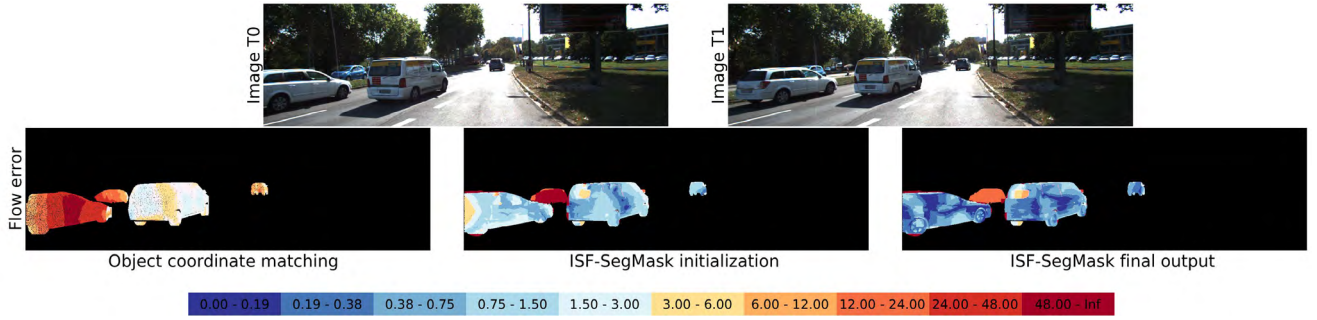 Image T0
Image T1
Flow error
Object coordinate matching
ISF-SegMask initialization
ISF-SegMask final output
0.00 - 0.19 0.19 - 0.38 0.38 - 0.75 0.75 - 1.50 1.50 - 3.00 3.00 - 6.00 6.00 - 12.00 12.00 - 24.00 24.00 - 48.00 48.00 - Inf